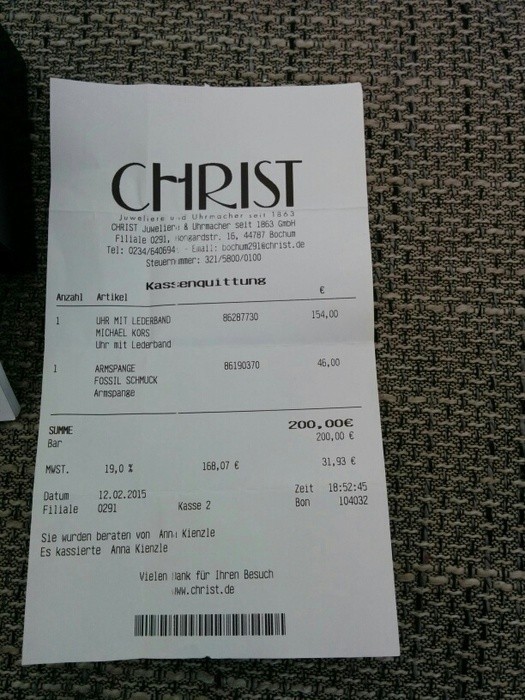 CHRIST
Juweliere und Uhrmacher seit 1863
CHRIST Juweliere & Uhrmacher seit 1863 GmbH
Filiale 0291, 16, 44787 Bochum
Tel: 0234/640694 Email: bochum291@christ.de
Steuernummer: 321/5800/0100
Kassenquittung
Anzahl Artikel €
1 UHR MIT LEDERBAND 86287730 154,00
MICHAEL KORS
Uhr mit Lederband
1 ARMSPANGE 86190370 46,00
FOSSIL SCHMUCK
Armspange
SUMME 200,00€
Bar 200,00 €
MWST. 19,0 % 168,07 € 31,93 €
Datum 12.02.2015 Zeit 18:52:45
Filiale 0291 Kasse 2 Bon 104032
Sie wurden beraten von Anna Kienzle
Es kassierte Anna Kienzle
Vielen Dank für Ihren Besuch
www.christ.de